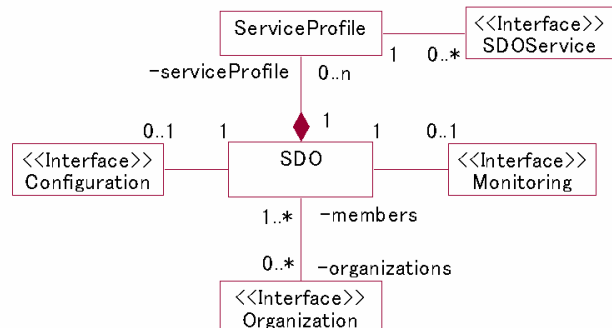 ServiceProfile
<<Interface>>
SDOService
1
0..*
-serviceProfile
0..n
1
0..1
1
1
0..1
<<Interface>>
Configuration
SDO
<<Interface>>
Monitoring
1..*
-members
0..*
-organizations
<<Interface>>
Organization